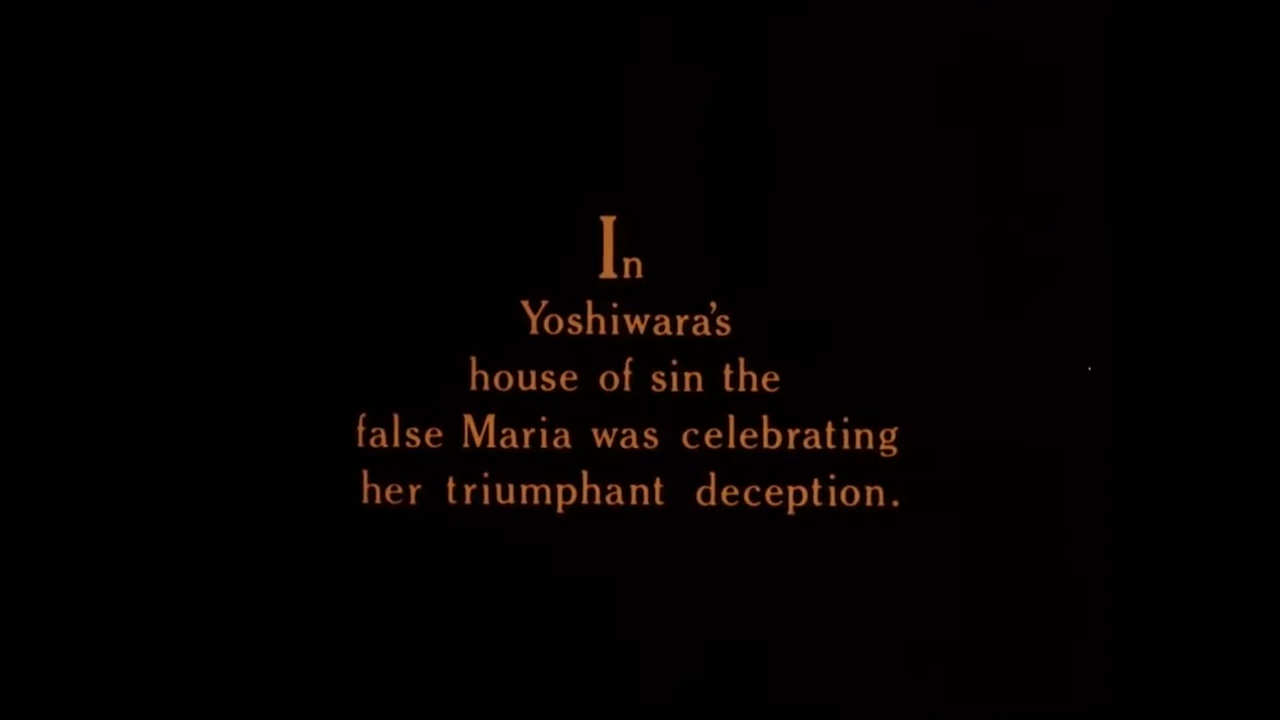 In
Yoshiwara's
house of sin the
false Maria was celebrating
her triumphant deception.